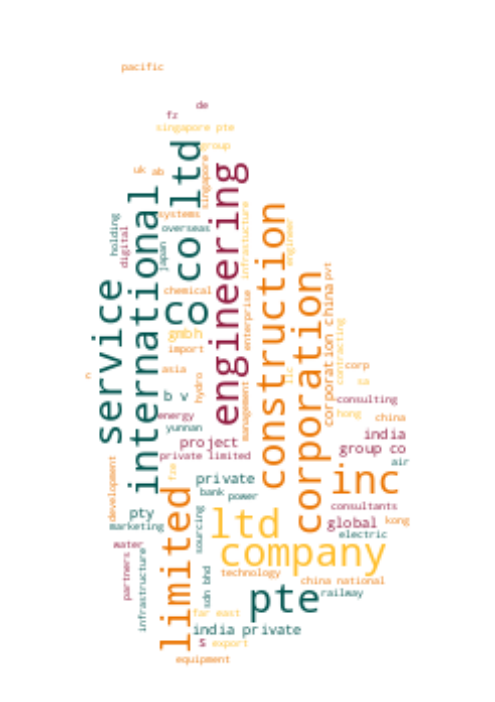 pacific
de
fz
singapore pte
group
co ltd
uk
ab
singapore
engineering
international
systems
holding
digital
overseas
japan
infrastucture
construction
engineer
service
chemical
co
corporation
pvt
corporation china
enterprise
contracting
gmbh
import
asia
llc
corp
n
hydro
management
sa
b v
consulting
energy
hong
china
yunnan
project
india
private limited
group co
air
development
fze
private
inc
limited
bank
power
consultants
pty
marketing
sourcing
ltd
global
kong
electric
water
company
partners
infrastructure
sdn bhd
technology
china national
pte
railway
far east
india private
s
export
equipment